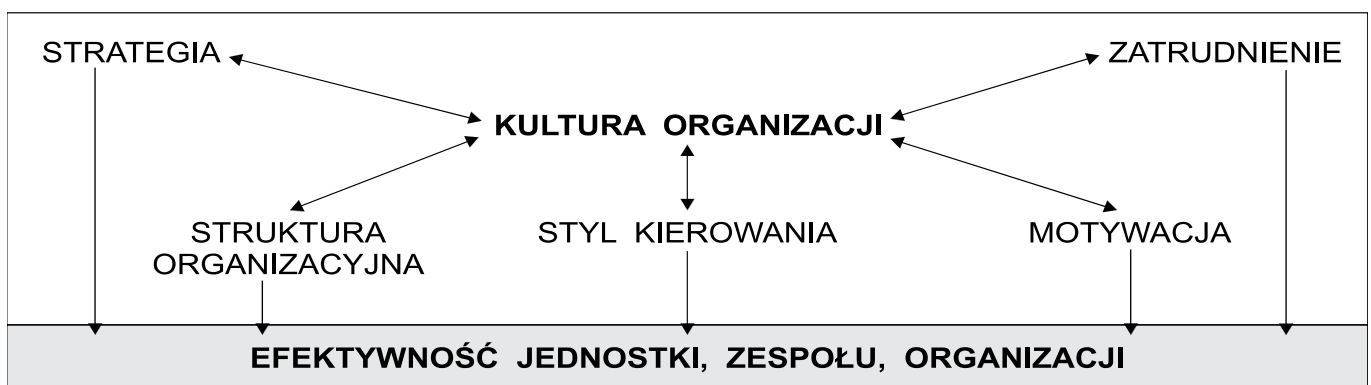 STRATEGIA
ZATRUDNIENIE
KULTURA ORGANIZACJI
STRUKTURA
ORGANIZACYJNA
STYL KIEROWANIA
MOTYWACJA
EFEKTYWNOŚĆ JEDNOSTKI, ZESPOŁU, ORGANIZACJI